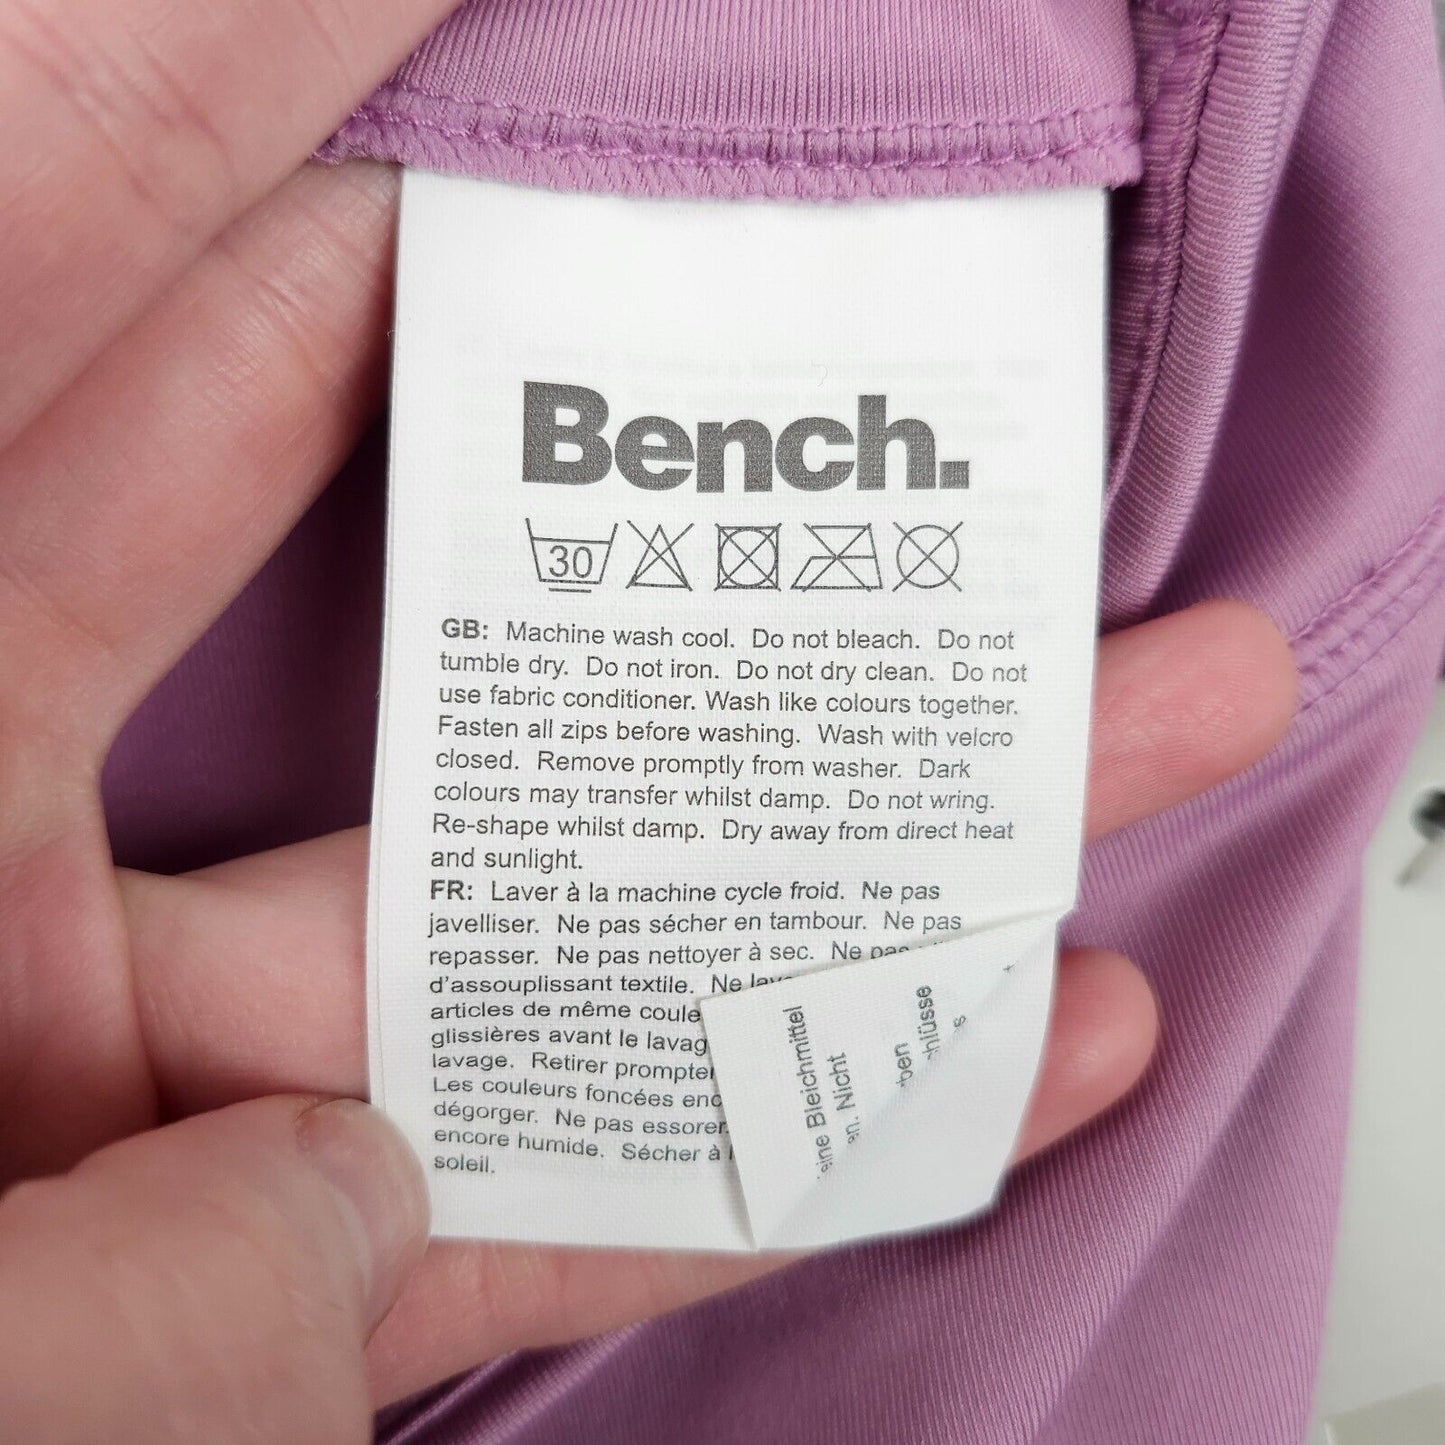 Bench.
30
GB: Machine wash cool. Do not bleach. Do not
tumble dry. Do not iron. Do not dry clean. Do not
use fabric conditioner. Wash like colours together.
Fasten all zips before washing. Wash with velcro
closed. Remove promptly from washer. Dark
colours may transfer whilst damp. Do not wring.
Re-shape whilst damp. Dry away from direct heat
and sunlight.
FR: Laver à la machine cycle froid. Ne pas
javelliser. Ne pas sécher en tambour. Ne pas
repasser. Ne pas nettoyer à sec. Ne pas
d'assouplissant textile. Ne
articles de même
glissières avant le
lavage. Retirer
Les couleurs foncées
dégorger. Ne pas essorer.
encore humide. Sécher à
soleil.
Bleichmittel
Nicht